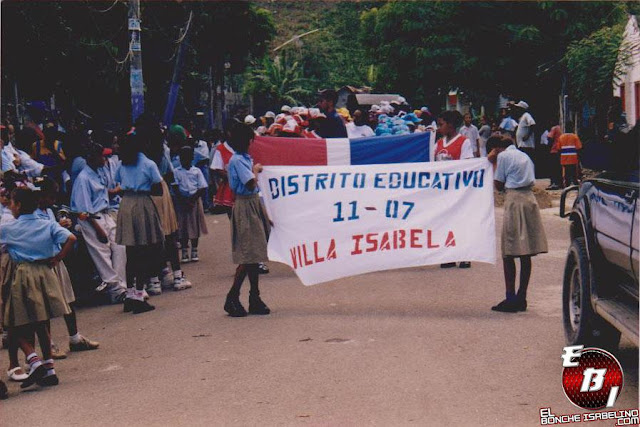 DISTRITO EDUCATIVO
11-07
VILLA ISABELA
EBI
EL
BONCHE ISABELINO
.COM